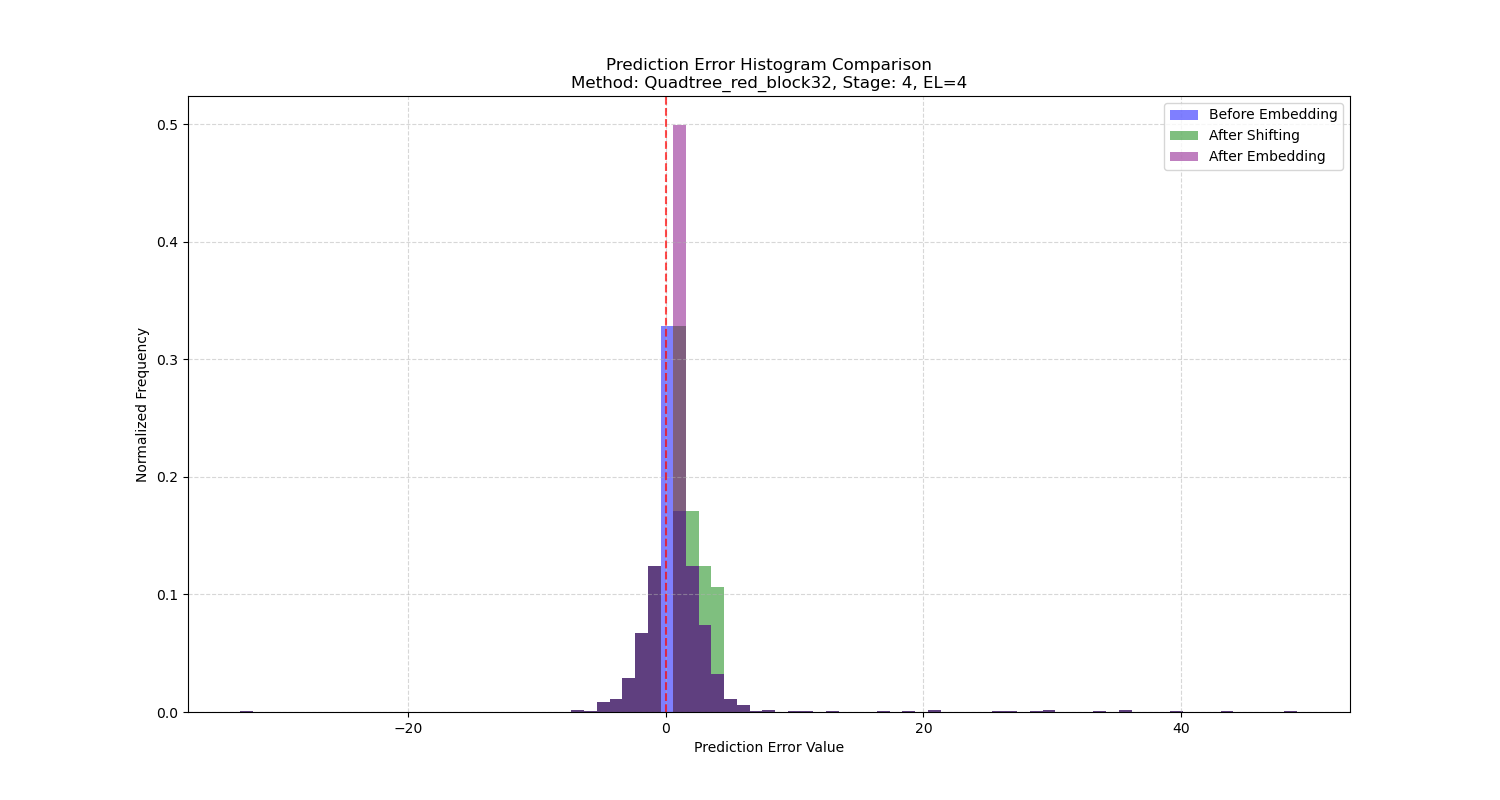 Prediction Error Histogram Comparison
Method: Quadtree_red_block32, Stage: 4, EL=4
Before Embedding
After Shifting
After Embedding
Normalized Frequency
0.5
0.4
0.3
0.2
0.1
0.0
−20
0
20
40
Prediction Error Value